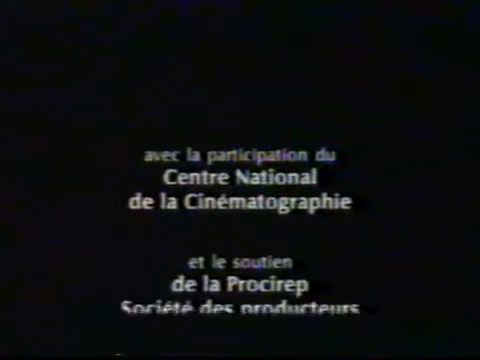 avec la participation du
Centre National
de la Cinématographie
et le soutien
de la Procirep
Société des producteurs